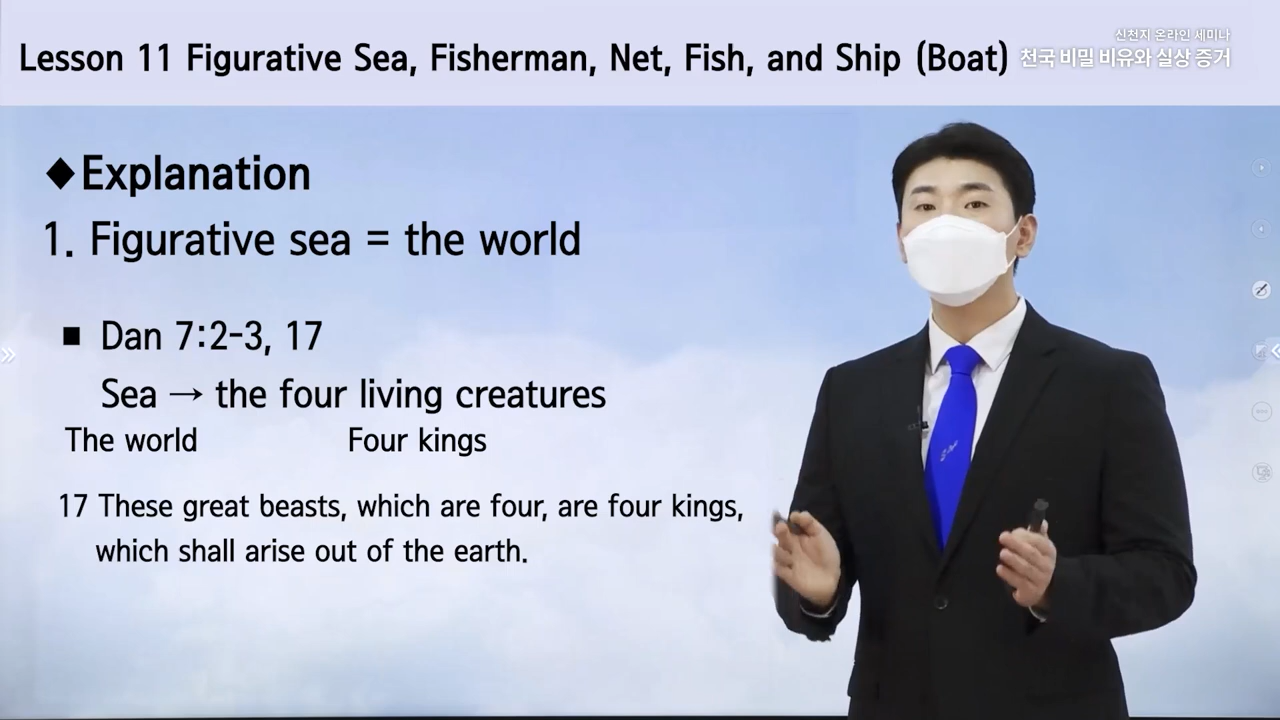 Lesson 11 Figurative Sea, Fisherman, Net, Fish, and Ship (Boat)
신천지 온라인 세미나
천국 비밀 비유와 실상 증거
◆Explanation
1. Figurative sea = the world
■ Dan 7:2-3, 17
Sea → the four living creatures
The world Four kings
17 These great beasts, which are four, are four kings,
which shall arise out of the earth.